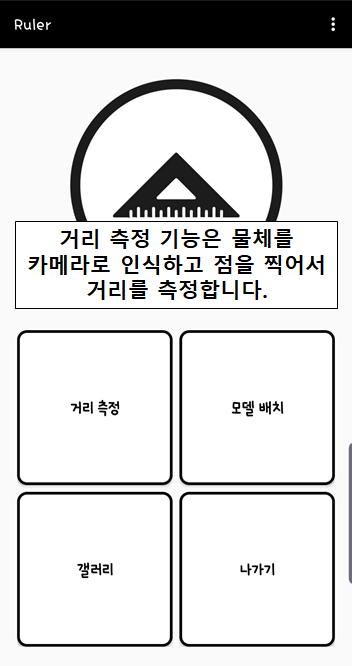 Ruler
거리 측정 기능은 물체를
카메라로 인식하고 점을 찍어서
거리를 측정합니다.
거리 측정
모델 배치
갤러리
나가기